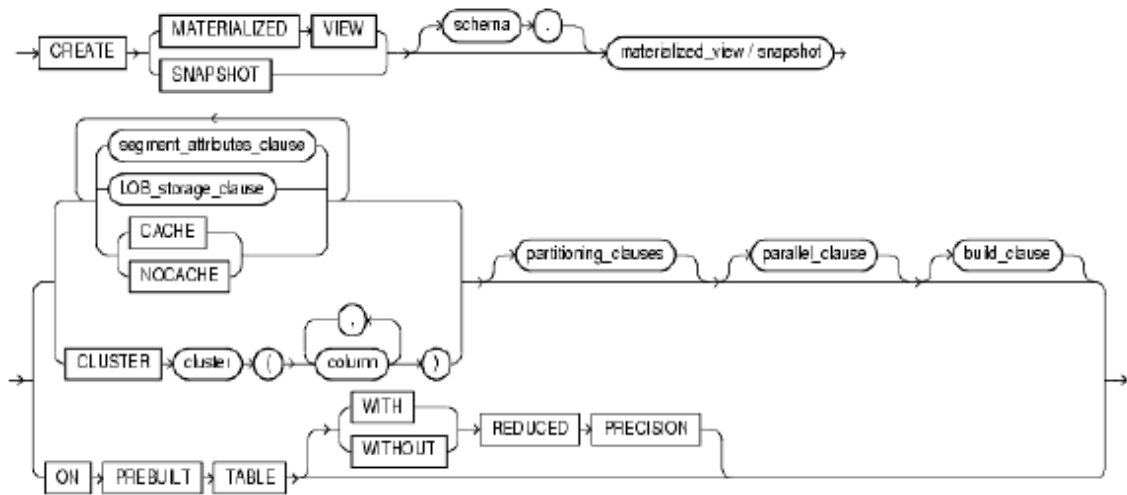 CREATE MATERIALIZED VIEW schema .
SNAPSHOT materialized_view / snapshot
segment_attributes_clause
LOB_storage_clause
CACHE
NOCACHE
partitioning_clauses parallel_clause build_clause
,
CLUSTER cluster ( column )
WITH
WITHOUT REDUCED PRECISION
ON PREBUILT TABLE